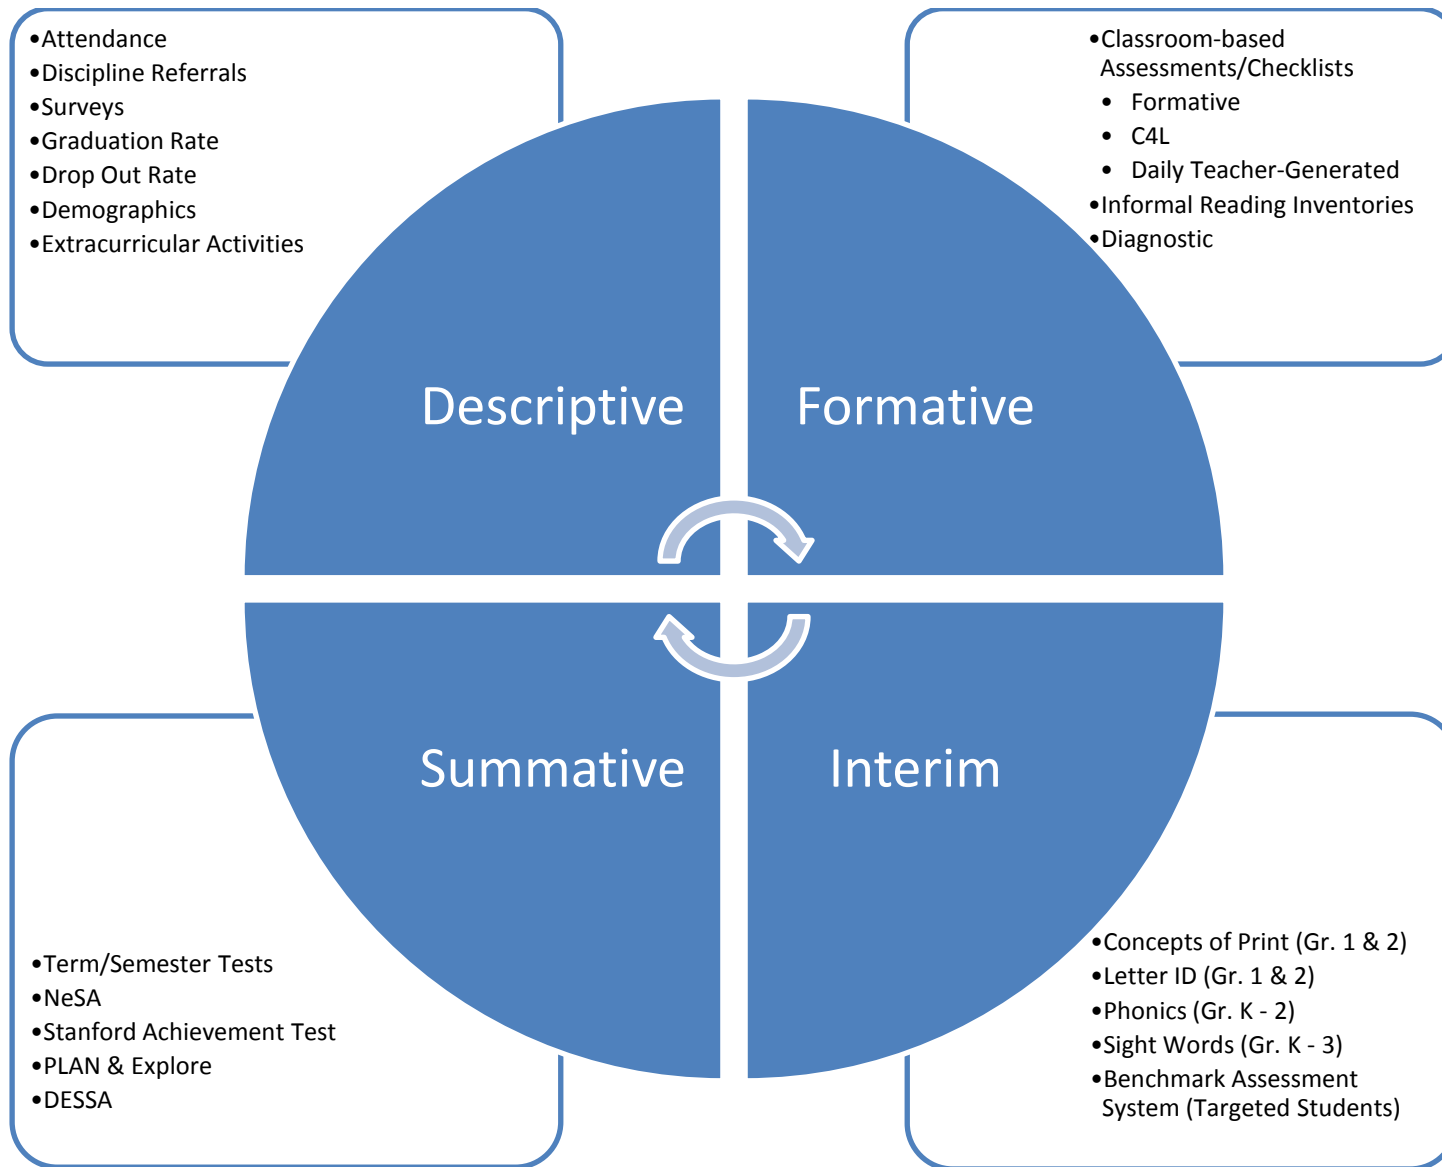 •Attendance
•Discipline Referrals
•Surveys
•Graduation Rate
•Drop Out Rate
•Demographics
•Extracurricular Activities
•Classroom-based
Assessments/Checklists
• Formative
• C4L
• Daily Teacher-Generated
•Informal Reading Inventories
•Diagnostic
Descriptive
Formative
Summative
Interim
•Term/Semester Tests
•NeSA
•Stanford Achievement Test
•PLAN & Explore
•DESSA
•Concepts of Print (Gr. 1 & 2)
•Letter ID (Gr. 1 & 2)
•Phonics (Gr. K - 2)
•Sight Words (Gr. K - 3)
•Benchmark Assessment
System (Targeted Students)